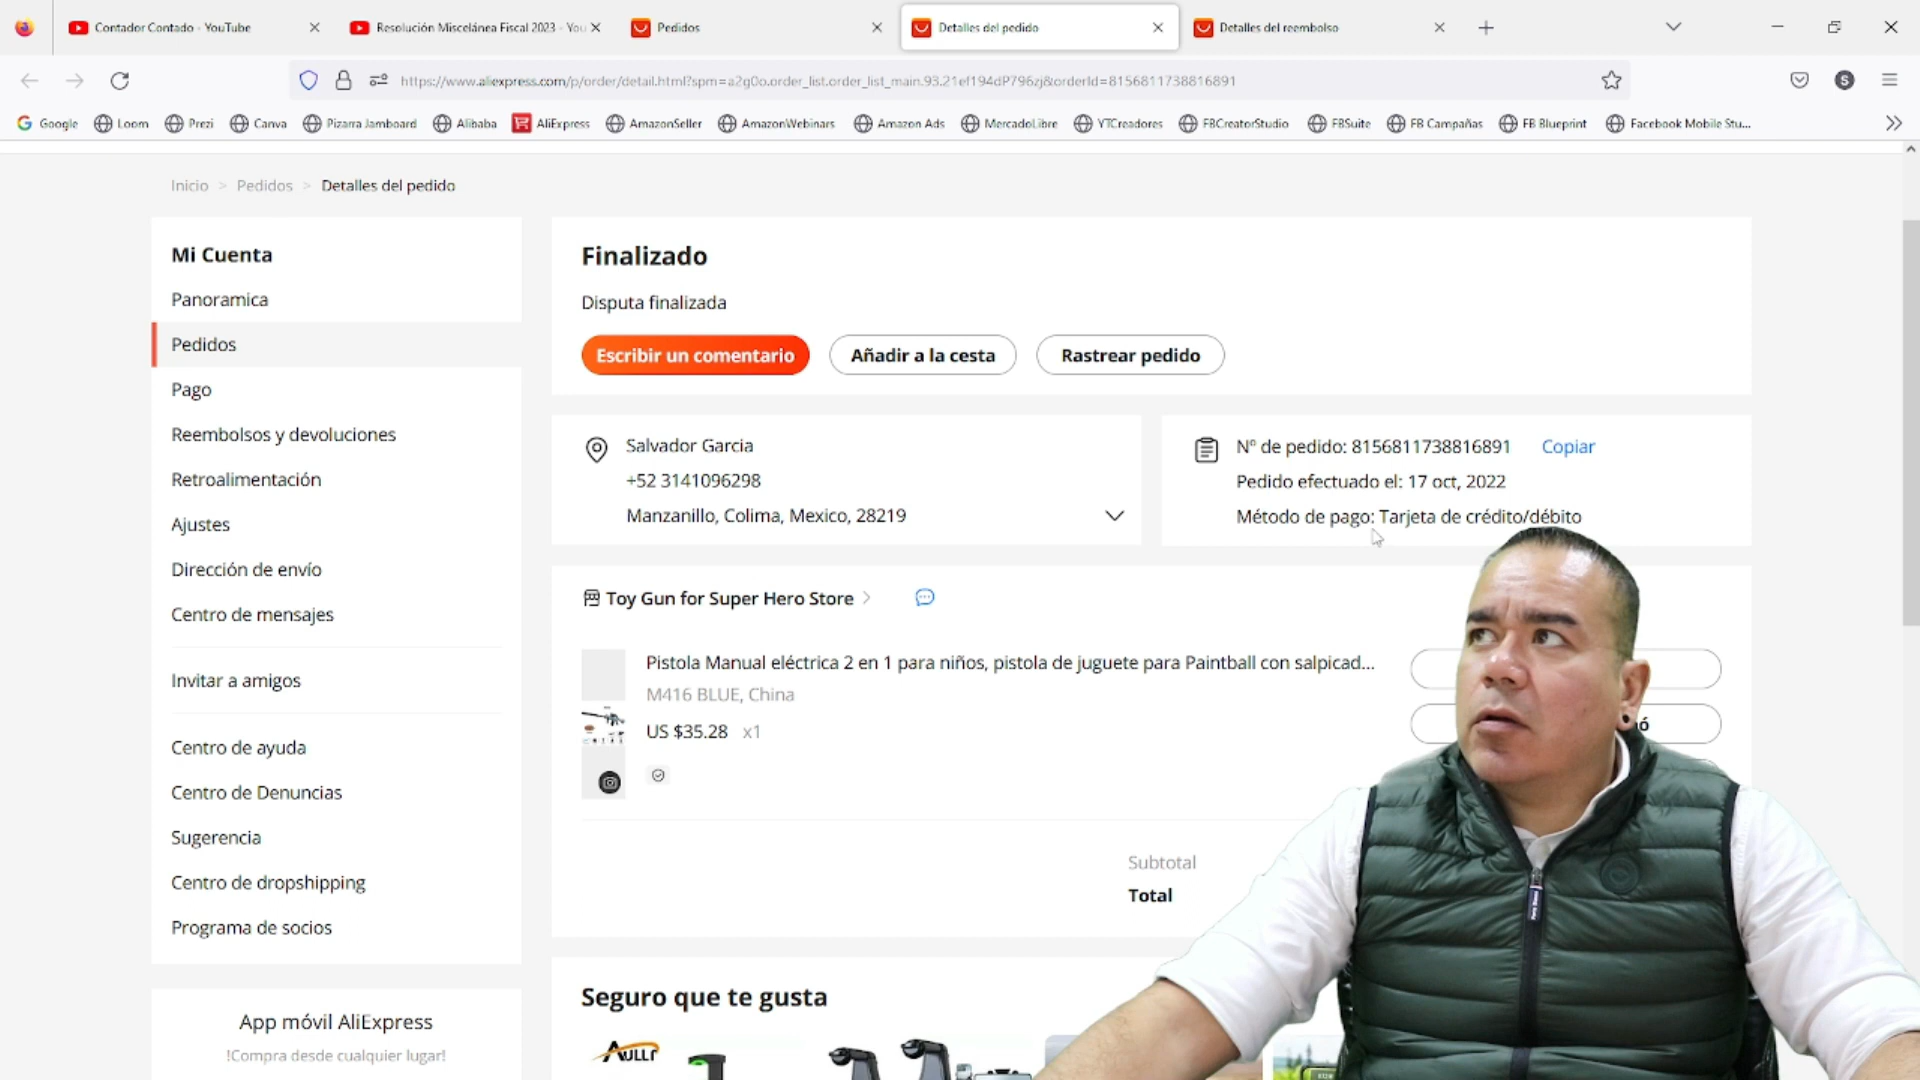 Contador Contado - YouTube
Resolución Miscelánea Fiscal 2023 - You
Pedidos
Detalles del pedido
Detalles del reembolso
https://www.aliexpress.com/p/order/detail.html?spm=a2g0o.order_list.order_list_main.93.21ef194dP796zj&orderId=8156811738816891
S
Google
Loom
Prezi
Canva
Pizarra Jamboard
Alibaba
AliExpress
AmazonSeller
AmazonWebinars
Amazon Ads
MercadoLibre
YTCreadores
FBCreatorStudio
FBSuite
FB Campañas
FB Blueprint
Facebook Mobile Stu...
Inicio > Pedidos > Detalles del pedido
Mi Cuenta
Panoramica
Pedidos
Pago
Reembolsos y devoluciones
Retroalimentación
Ajustes
Dirección de envío
Centro de mensajes
Invitar a amigos
Centro de ayuda
Centro de Denuncias
Sugerencia
Centro de dropshipping
Programa de socios
App móvil AliExpress
!Compra desde cualquier lugar!
Finalizado
Disputa finalizada
Escribir un comentario
Añadir a la cesta
Rastrear pedido
Salvador Garcia
+52 3141096298
Manzanillo, Colima, Mexico, 28219
Nº de pedido: 8156811738816891 Copiar
Pedido efectuado el: 17 oct, 2022
Método de pago: Tarjeta de crédito/débito
Toy Gun for Super Hero Store
Pistola Manual eléctrica 2 en 1 para niños, pistola de juguete para Paintball con salpicad...
M416 BLUE, China
US $35.28 x1
Subtotal
Total
Seguro que te gusta
AULLI